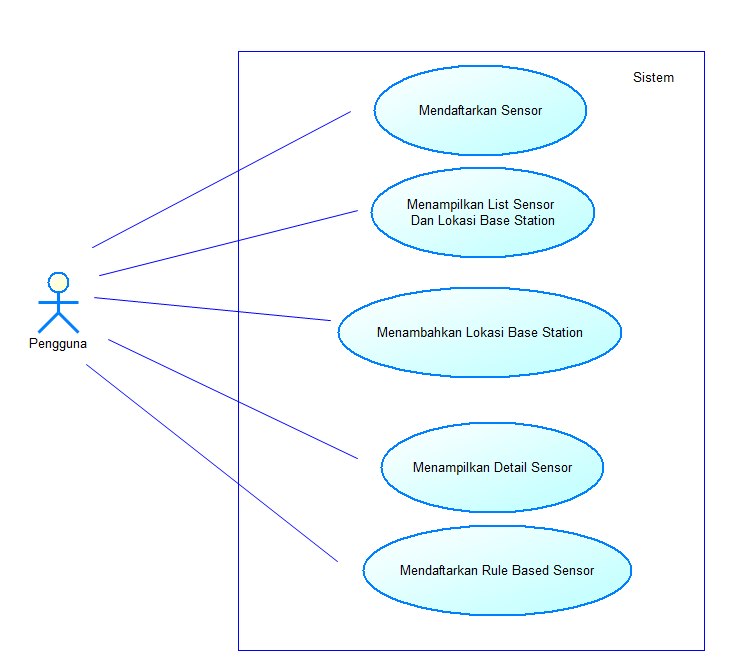 Sistem
Mendaftarkan Sensor
Menampilkan List Sensor
Dan Lokasi Base Station
Menambahkan Lokasi Base Station
Pengguna
Menampilkan Detail Sensor
Mendaftarkan Rule Based Sensor